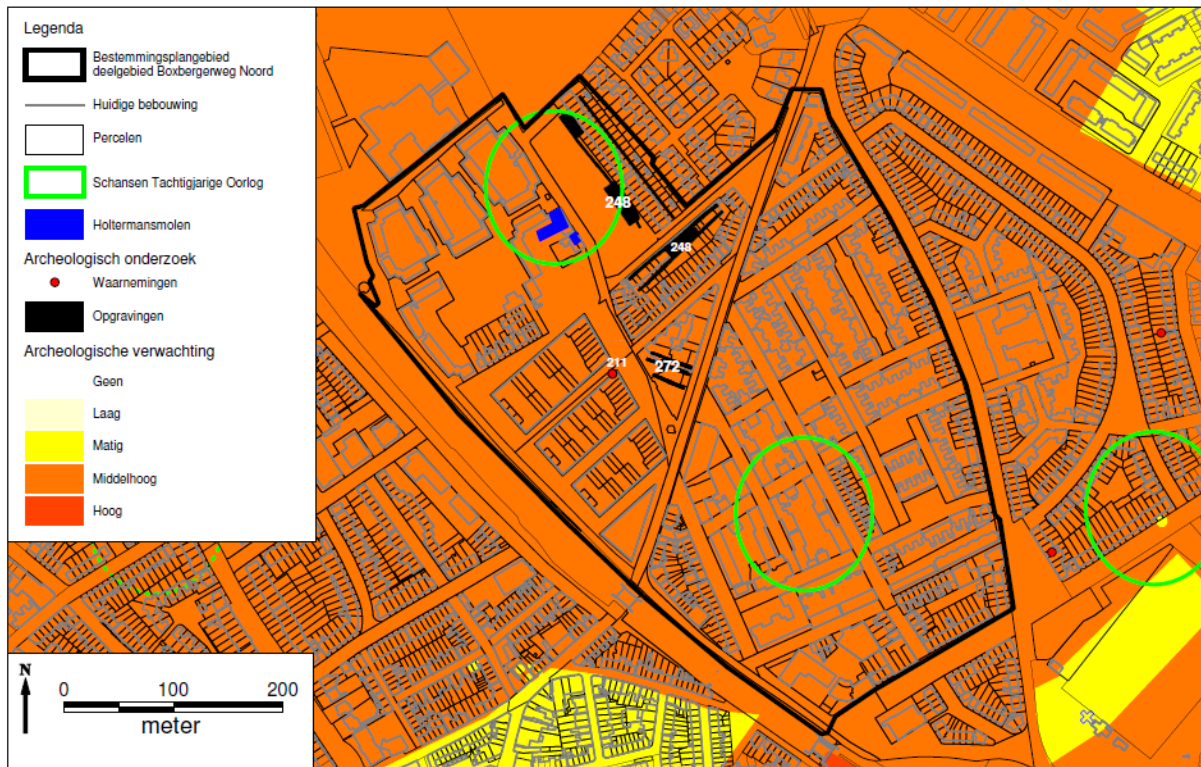 Legenda
Bestemmingsplangebied
deelgebied Boxbergerweg Noord
Huidige bebouwing
Percelen
Schansen Tachtigjarige Oorlog
Holtermansmolen
Archeologisch onderzoek
Waarnemingen
Opgravingen
Archeologische verwachting
Geen
Laag
Matig
Middelhoog
Hoog
N
0 100 200
meter
248
248
211
272